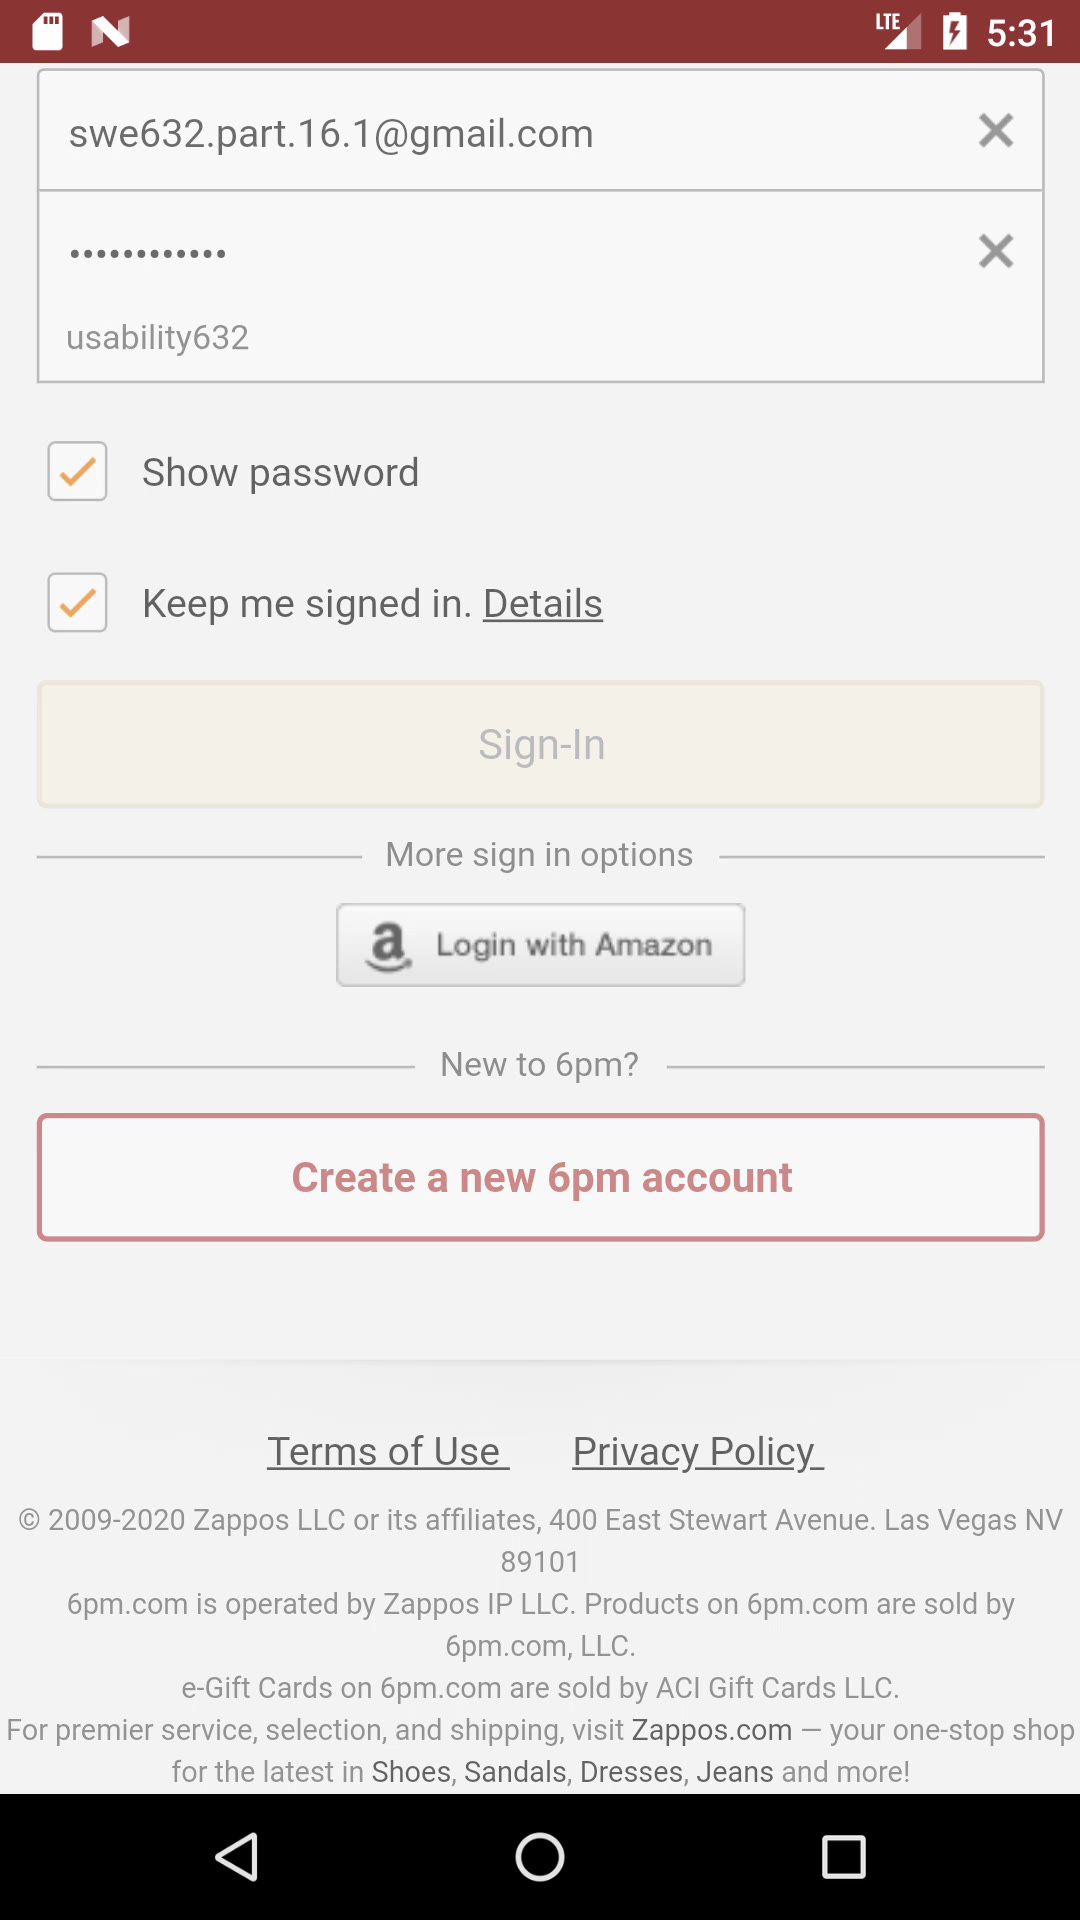 LTE 5:31
swe632.part.16.1@gmail.com
••••••••••••
usability632
Show password
Keep me signed in. Details
Sign-In
More sign in options
a Login with Amazon
New to 6pm?
Create a new 6pm account
Terms of Use Privacy Policy
© 2009-2020 Zappos LLC or its affiliates, 400 East Stewart Avenue. Las Vegas NV
89101
6pm.com is operated by Zappos IP LLC. Products on 6pm.com are sold by
6pm.com, LLC.
e-Gift Cards on 6pm.com are sold by ACI Gift Cards LLC.
For premier service, selection, and shipping, visit Zappos.com — your one-stop shop
for the latest in Shoes, Sandals, Dresses, Jeans and more!